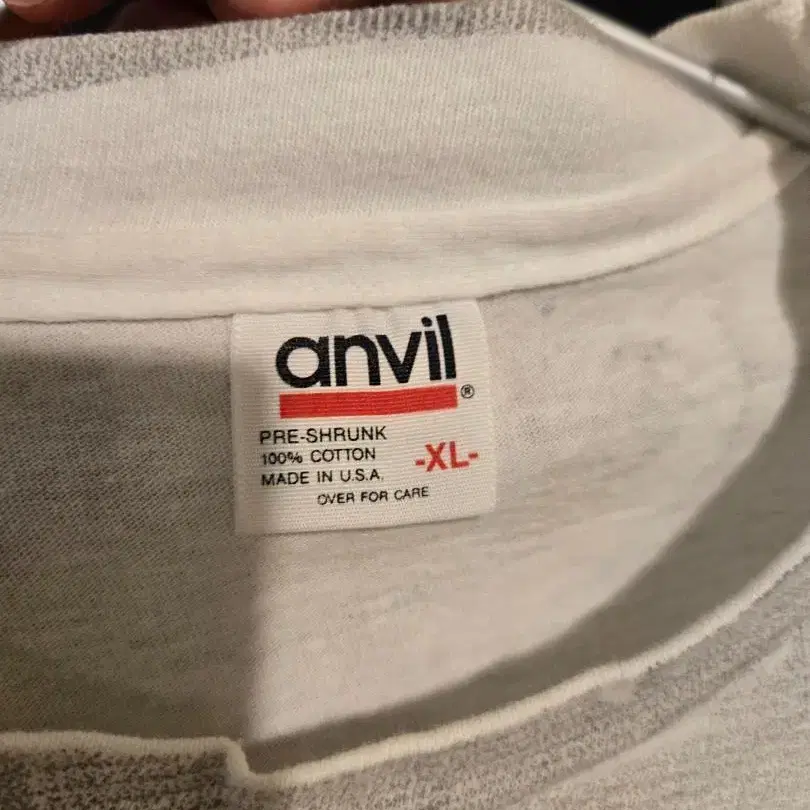 anvil®
PRE-SHRUNK
100% COTTON
MADE IN U.S.A.
-XL-
OVER FOR CARE